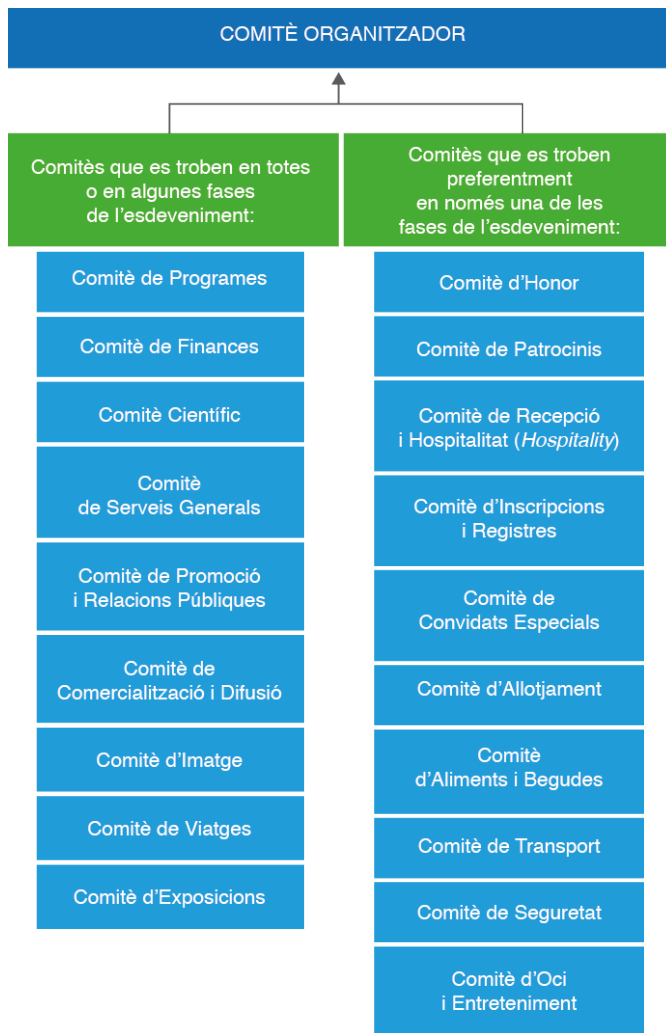 COMITÈ ORGANITZADOR
Comitès que es troben en totes
o en algunes fases
de l'esdeveniment:
Comitè de Programes
Comitè de Finances
Comitè Científic
Comitè
de Serveis Generals
Comitè de Promoció
i Relacions Públiques
Comitè de
Comercialització i Difusió
Comitè d'Imatge
Comitè de Viatges
Comitè d'Exposicions
Comitès que es troben
preferentment
en només una de les
fases de l'esdeveniment:
Comitè d'Honor
Comitè de Patrocinis
Comitè de Recepció
i Hospitalitat (Hospitality)
Comitè d'Inscripcions
i Registres
Comitè de
Convidats Especials
Comitè d'Allotjament
Comitè
d'Aliments i Begudes
Comitè de Transport
Comitè de Seguretat
Comitè d'Oci
i Entreteniment